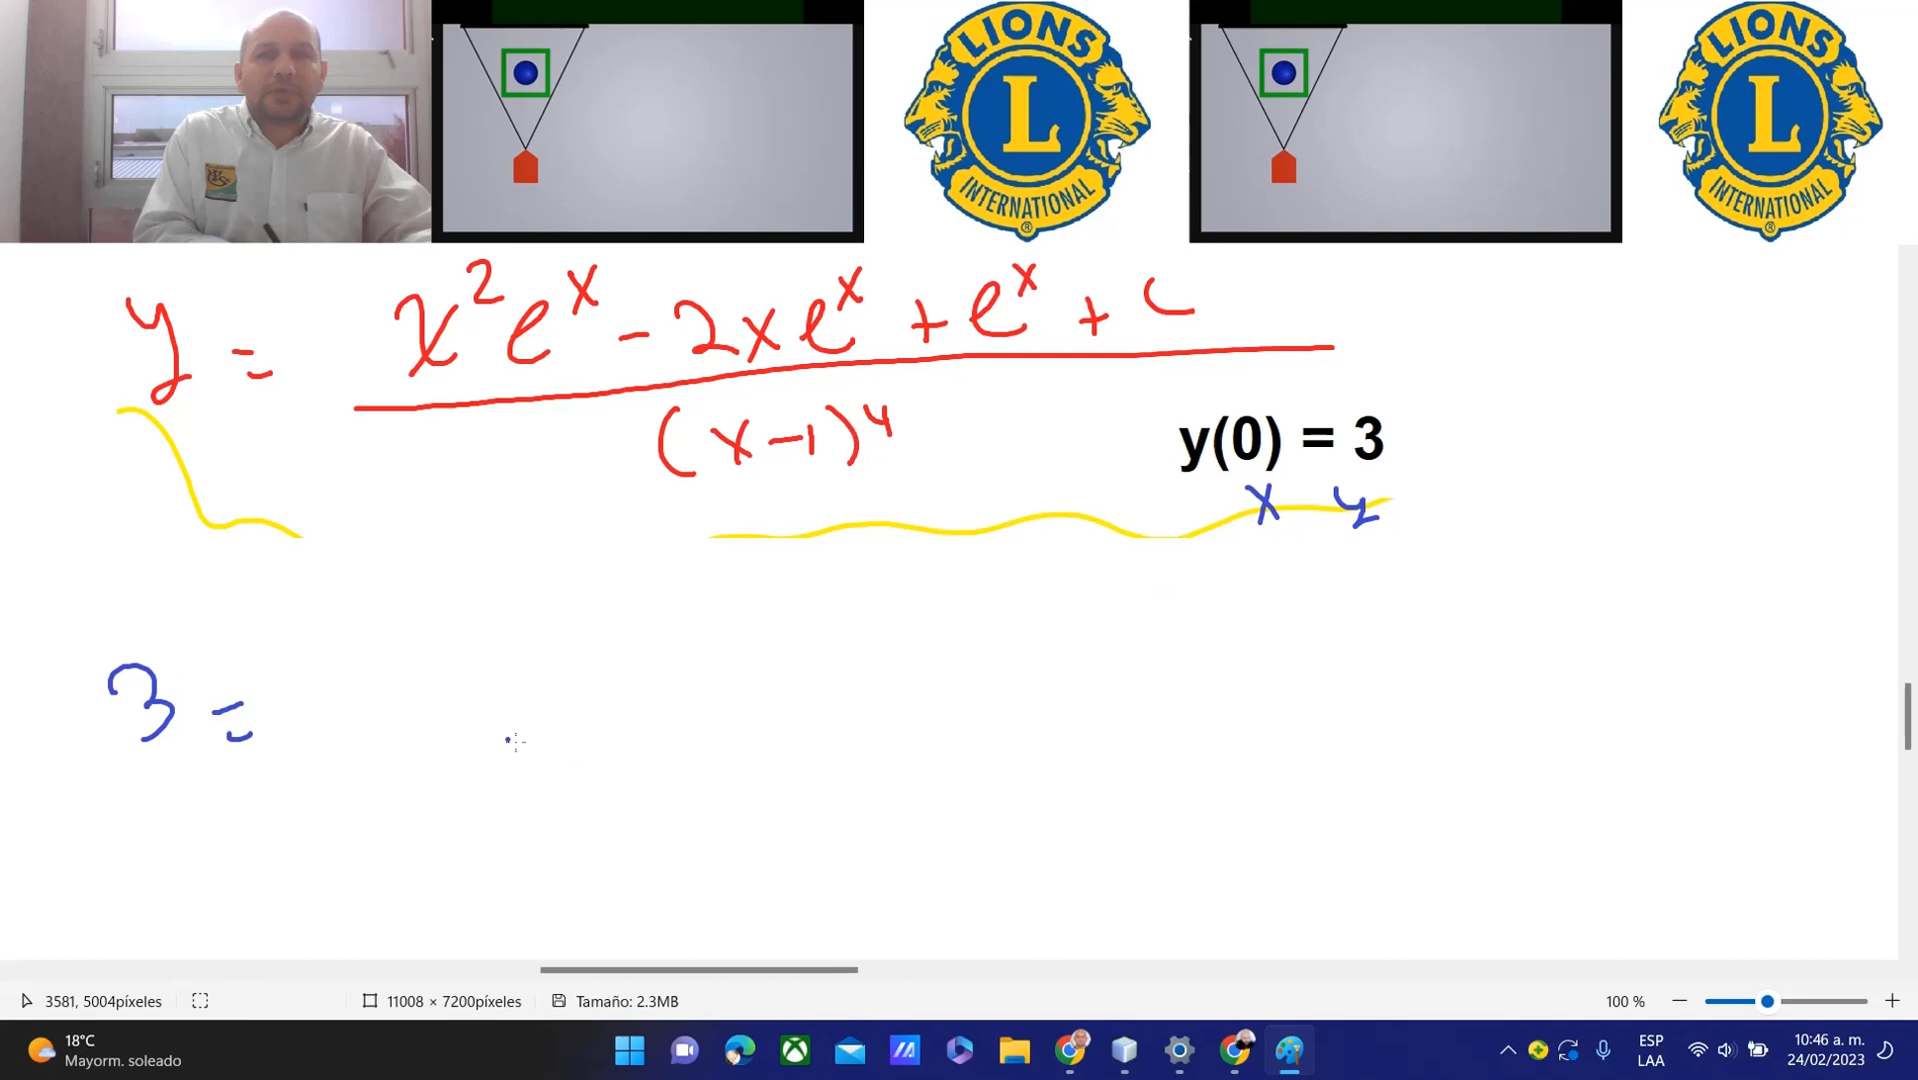 LIONS
L
INTERNATIONAL
®
LIONS
L
INTERNATIONAL
®
y = x²eˣ - 2xeˣ + eˣ + c
(x-1)⁴
y(0) = 3
x y
3 =
3581, 5004píxeles
11008 × 7200píxeles
Tamaño: 2.3MB
100 %
18°C
Mayorm. soleado
ESP
LAA
10:46 a. m.
24/02/2023